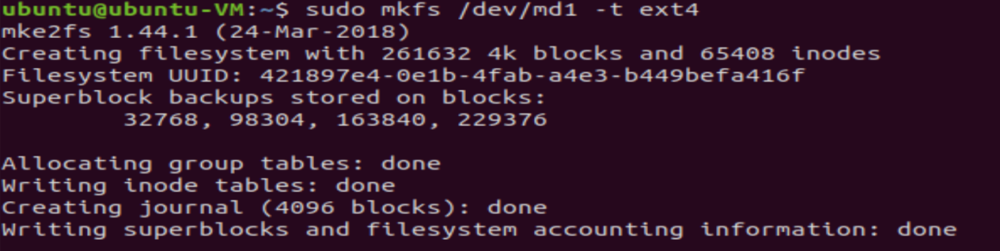 ubuntu@ubuntu-VM:~$ sudo mkfs /dev/md1 -t ext4
mke2fs 1.44.1 (24-Mar-2018)
Creating filesystem with 261632 4k blocks and 65408 inodes
Filesystem UUID: 421897e4-0e1b-4fab-a4e3-b449befa416f
Superblock backups stored on blocks:
        32768, 98304, 163840, 229376

Allocating group tables: done
Writing inode tables: done
Creating journal (4096 blocks): done
Writing superblocks and filesystem accounting information: done